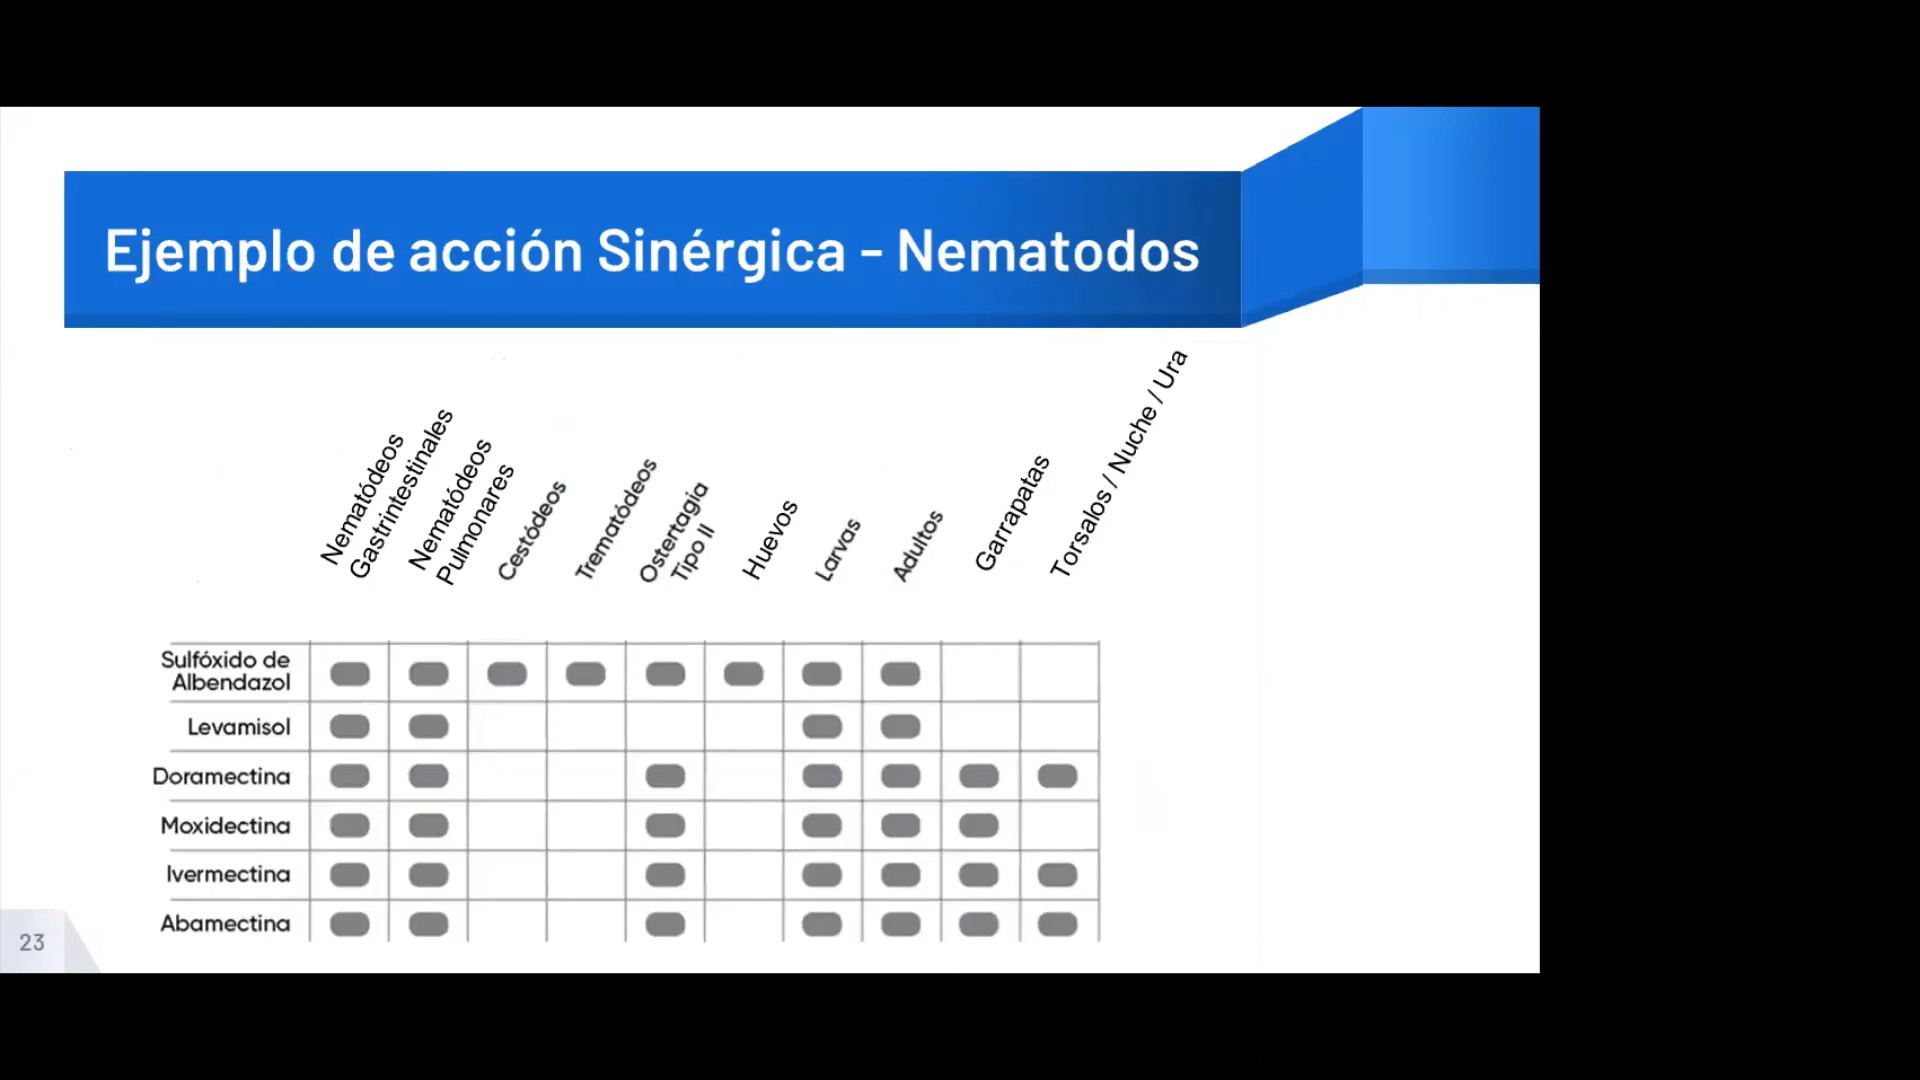 Ejemplo de acción Sinérgica - Nematodos
Nematódeos
Gastrintestinales
Nematódeos
Pulmonares
Cestódeos
Trematódeos
Ostertagia
Tipo II
Huevos
Larvas
Adultos
Garrapatas
Torsalos / Nuche / Ura
Sulfóxido de
Albendazol
Levamisol
Doramectina
Moxidectina
Ivermectina
Abamectina
23